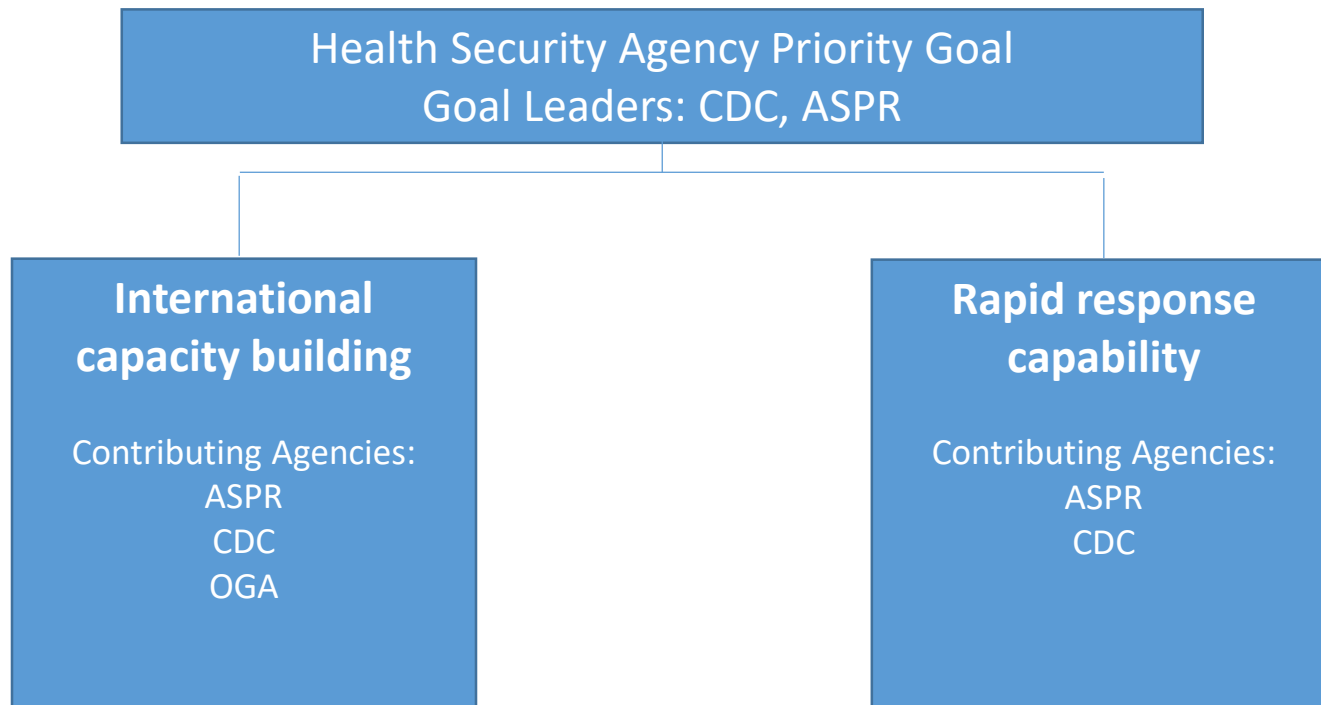 Health Security Agency Priority Goal
Goal Leaders: CDC, ASPR
International
capacity building
Contributing Agencies:
ASPR
CDC
OGA
Rapid response
capability
Contributing Agencies:
ASPR
CDC